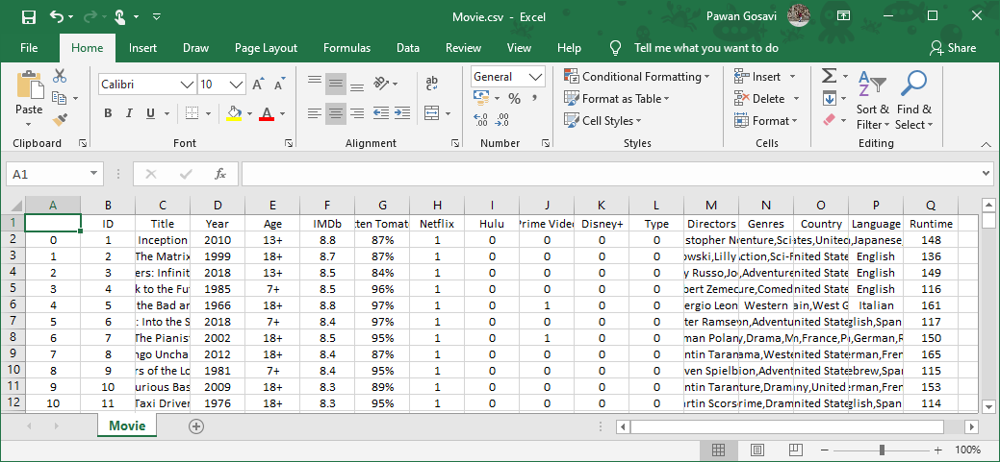 Movie.csv - Excel
Pawan Gosavi
File Home Insert Draw Page Layout Formulas Data Review View Help Tell me what you want to do Share
Paste Calibri 10 A A ab General Conditional Formatting Insert Σ A Z
B I U A % , Format as Table Delete Sort & Find &
.00 .0 Cell Styles Format Filter Select
Clipboard Font Alignment Number Styles Cells Editing
A1 fx
A B C D E F G H I J K L M N O P Q
1 ID Title Year Age IMDb tten Tomat Netflix Hulu Prime Video Disney+ Type Directors Genres Country Language Runtime
2 0 1 Inception 2010 13+ 8.8 87% 1 0 0 0 0 stopher N enture,Sci tes,United ,Japanese, 148
3 1 2 The Matrix 1999 18+ 8.7 87% 1 0 0 0 0 owski,Lilly ction,Sci-F nited State English 136
4 2 3 ers: Infinit 2018 13+ 8.5 84% 1 0 0 0 0 y Russo,Jo ,Adventure nited State English 149
5 3 4 k to the Fu 1985 7+ 8.5 96% 1 0 0 0 0 bert Zemec ure,Comed nited State English 116
6 4 5 the Bad ar 1966 18+ 8.8 97% 1 0 1 0 0 ergio Leon Western ain,West G Italian 161
7 5 6 : Into the S 2018 7+ 8.4 97% 1 0 0 0 0 ter Ramsey n,Adventu nited State glish,Span 117
8 6 7 The Pianis 2002 18+ 8.5 95% 1 0 1 0 0 man Polan y,Drama,M n,France,P ,German,R 150
9 7 8 ngo Uncha 2012 18+ 8.4 87% 1 0 0 0 0 ntin Taran ama,Weste nited State erman,Fren 165
10 8 9 rs of the Lo 1981 7+ 8.4 95% 1 0 0 0 0 ven Spielb ion,Advent nited State ebrew,Span 115
11 9 10 urious Bas 2009 18+ 8.3 89% 1 0 0 0 0 ntin Taran ture,Dram ny,United erman,Fren 153
12 10 11 Taxi Driver 1976 18+ 8.3 95% 1 0 0 0 0 rtin Scors rime,Dram nited State glish,Span 114
Movie
100%